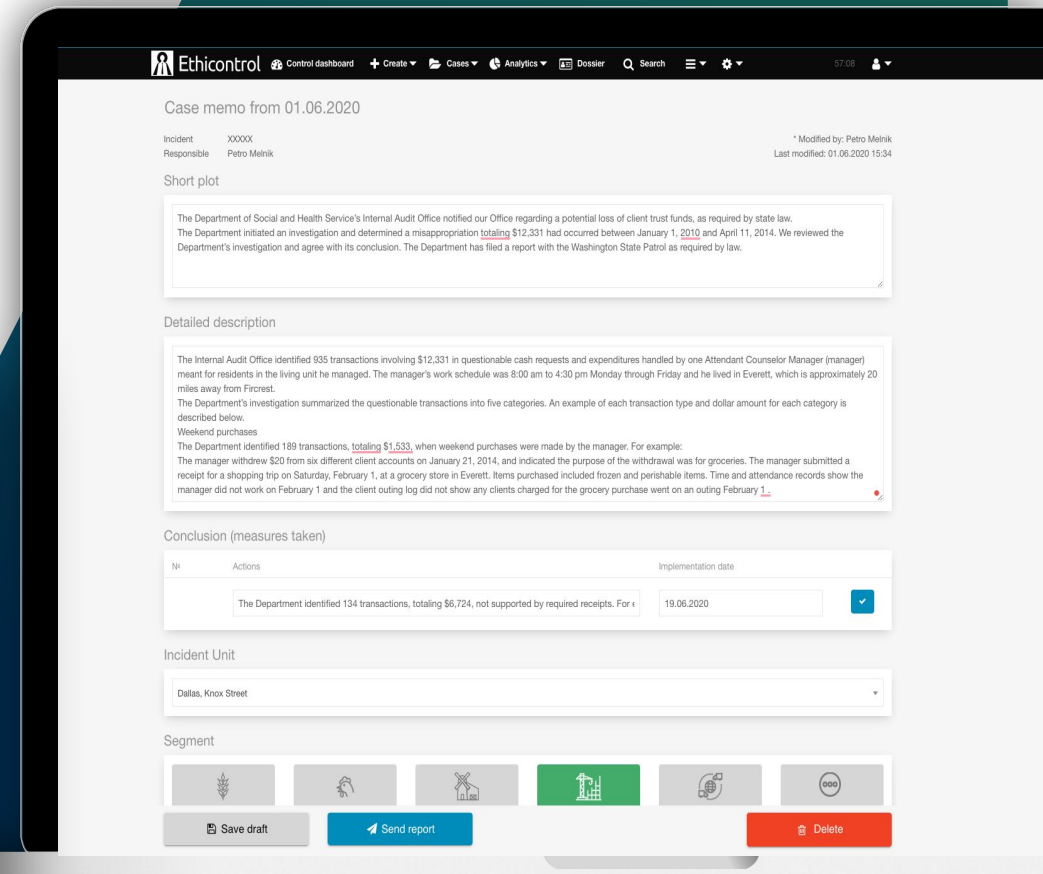 Ethicontrol Control dashboard Create Cases Analytics Dossier Search 57:08
Case memo from 01.06.2020
Incident XXXXX * Modified by: Petro Melnik
Responsible Petro Melnik Last modified: 01.06.2020 15:34
Short plot
The Department of Social and Health Service's Internal Audit Office notified our Office regarding a potential loss of client trust funds, as required by state law.
The Department initiated an investigation and determined a misappropriation totaling $12,331 had occurred between January 1, 2010 and April 11, 2014. We reviewed the
Department's investigation and agree with its conclusion. The Department has filed a report with the Washington State Patrol as required by law.
Detailed description
The Internal Audit Office identified 935 transactions involving $12,331 in questionable cash requests and expenditures handled by one Attendant Counselor Manager (manager)
meant for residents in the living unit he managed. The manager's work schedule was 8:00 am to 4:30 pm Monday through Friday and he lived in Everett, which is approximately 20
miles away from Fircrest.
The Department's investigation summarized the questionable transactions into five categories. An example of each transaction type and dollar amount for each category is
described below.
Weekend purchases
The Department identified 189 transactions, totaling $1,533, when weekend purchases were made by the manager. For example:
The manager withdrew $20 from six different client accounts on January 21, 2014, and indicated the purpose of the withdrawal was for groceries. The manager submitted a
receipt for a shopping trip on Saturday, February 1, at a grocery store in Everett. Items purchased included frozen and perishable items. Time and attendance records show the
manager did not work on February 1 and the client outing log did not show any clients charged for the grocery purchase went on an outing February 1 .
Conclusion (measures taken)
№ Actions Implementation date
The Department identified 134 transactions, totaling $6,724, not supported by required receipts. For e 19.06.2020
Incident Unit
Dallas, Knox Street
Segment
Save draft Send report Delete